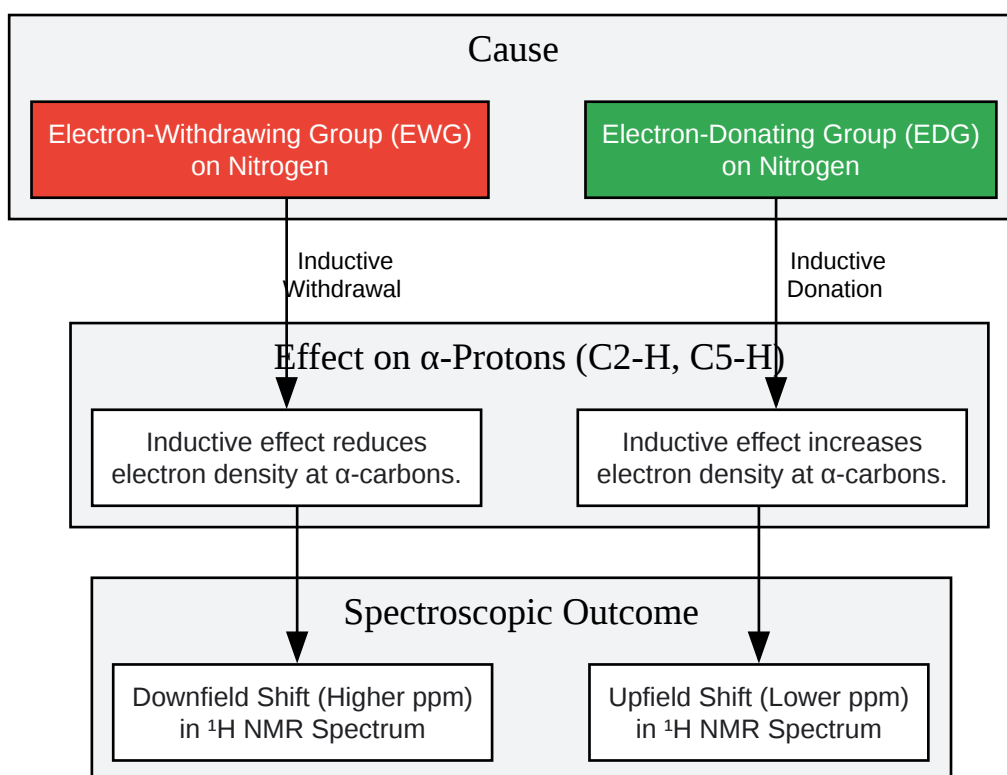 Cause
Electron-Withdrawing Group (EWG)
on Nitrogen
Electron-Donating Group (EDG)
on Nitrogen
Inductive
Withdrawal
Inductive
Donation
Effect on α-Protons (C2-H, C5-H)
Inductive effect reduces
electron density at α-carbons.
Inductive effect increases
electron density at α-carbons.
Spectroscopic Outcome
Downfield Shift (Higher ppm)
in ¹H NMR Spectrum
Upfield Shift (Lower ppm)
in ¹H NMR Spectrum